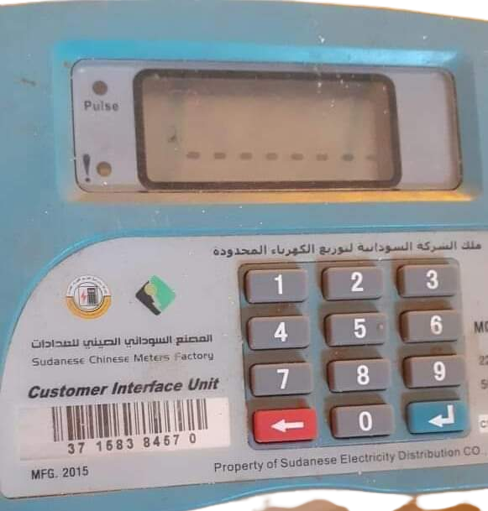 Pulse
!
ملك الشركة السودانية لتوزيع الكهرباء المحدودة
1 2 3
4 5 6
7 8 9
0
المصنع السوداني الصيني للعدادات
Sudanese Chinese Meters Factory
Customer Interface Unit
37 1583 8457 0
MFG. 2015
Property of Sudanese Electricity Distribution CO.